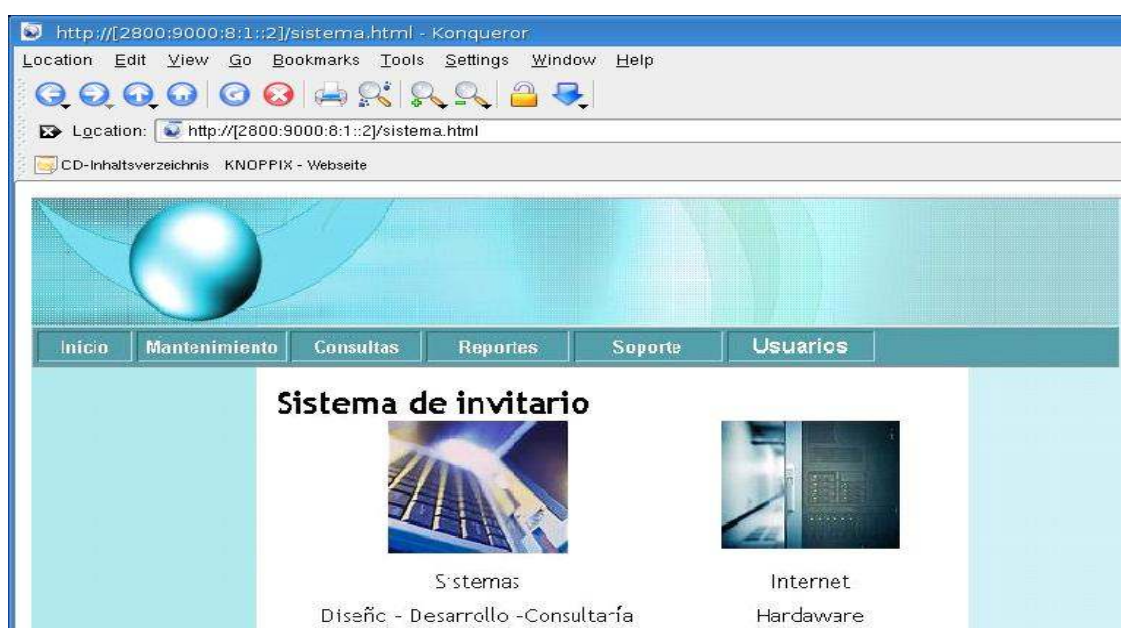 http://[2800:9000:8:1::2]/sistema.html - Konqueror
Location Edit View Go Bookmarks Tools Settings Window Help
Location: http://[2800:9000:8:1::2]/sistema.html
CD-Inhaltsverzeichnis KNOPPIX - Webseite
Inicio Mantenimiento Consultas Reportes Soporte Usuarios
Sistema de invitario
Sistemas Internet
Diseño - Desarrollo -Consultaría Hardaware